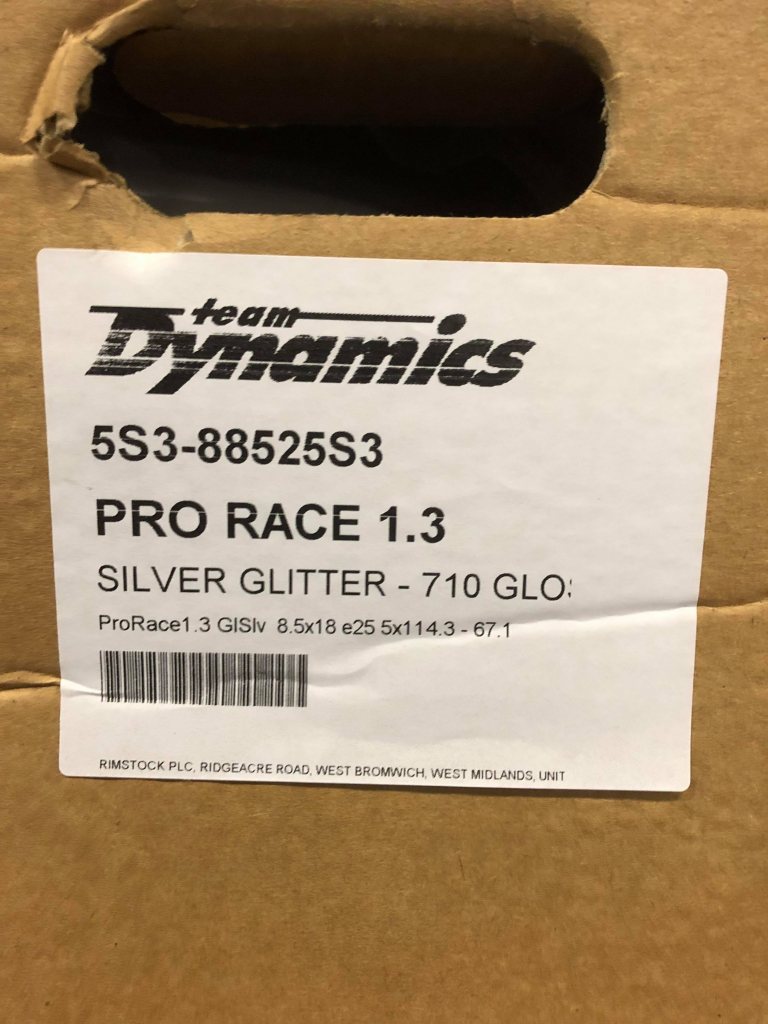 team
Dynamics
5S3-88525S3
PRO RACE 1.3
SILVER GLITTER - 710 GLOS
ProRace1.3 GlSlv 8.5x18 e25 5x114.3 - 67.1
RIMSTOCK PLC, RIDGEACRE ROAD, WEST BROMWICH, WEST MIDLANDS, UNIT